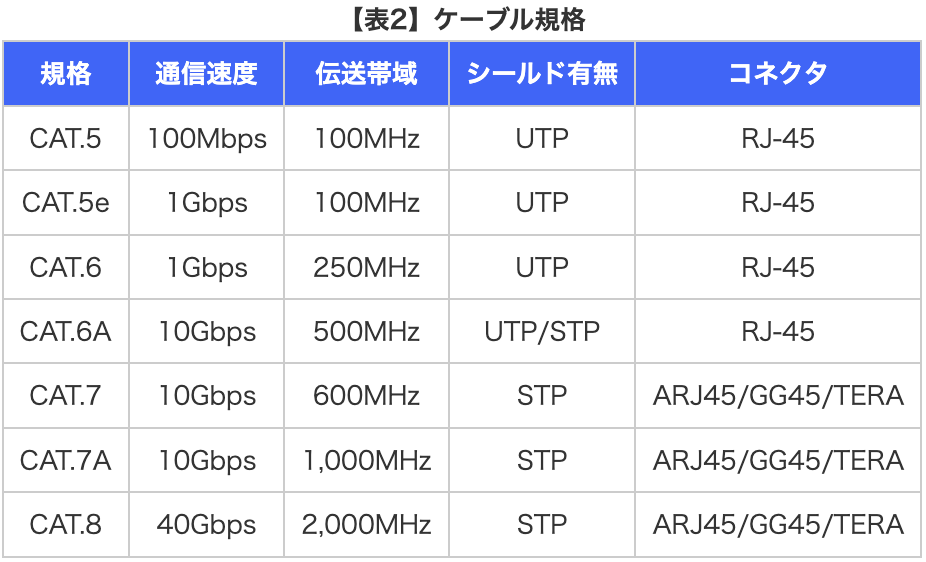 【表2】ケーブル規格
規格 通信速度 伝送帯域 シールド有無 コネクタ
CAT.5 100Mbps 100MHz UTP RJ-45
CAT.5e 1Gbps 100MHz UTP RJ-45
CAT.6 1Gbps 250MHz UTP RJ-45
CAT.6A 10Gbps 500MHz UTP/STP RJ-45
CAT.7 10Gbps 600MHz STP ARJ45/GG45/TERA
CAT.7A 10Gbps 1,000MHz STP ARJ45/GG45/TERA
CAT.8 40Gbps 2,000MHz STP ARJ45/GG45/TERA